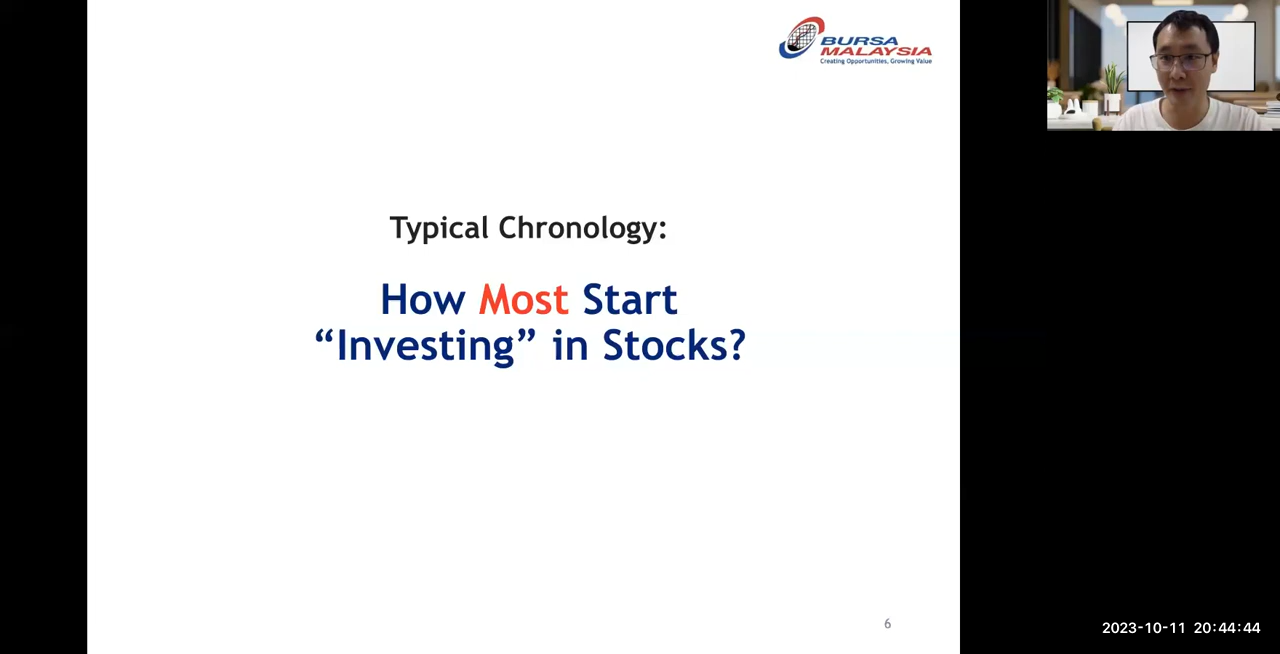 BURSA
MALAYSIA
Creating Opportunities, Growing Value
Typical Chronology:
How Most Start
“Investing” in Stocks?
6
2023-10-11 20:44:44